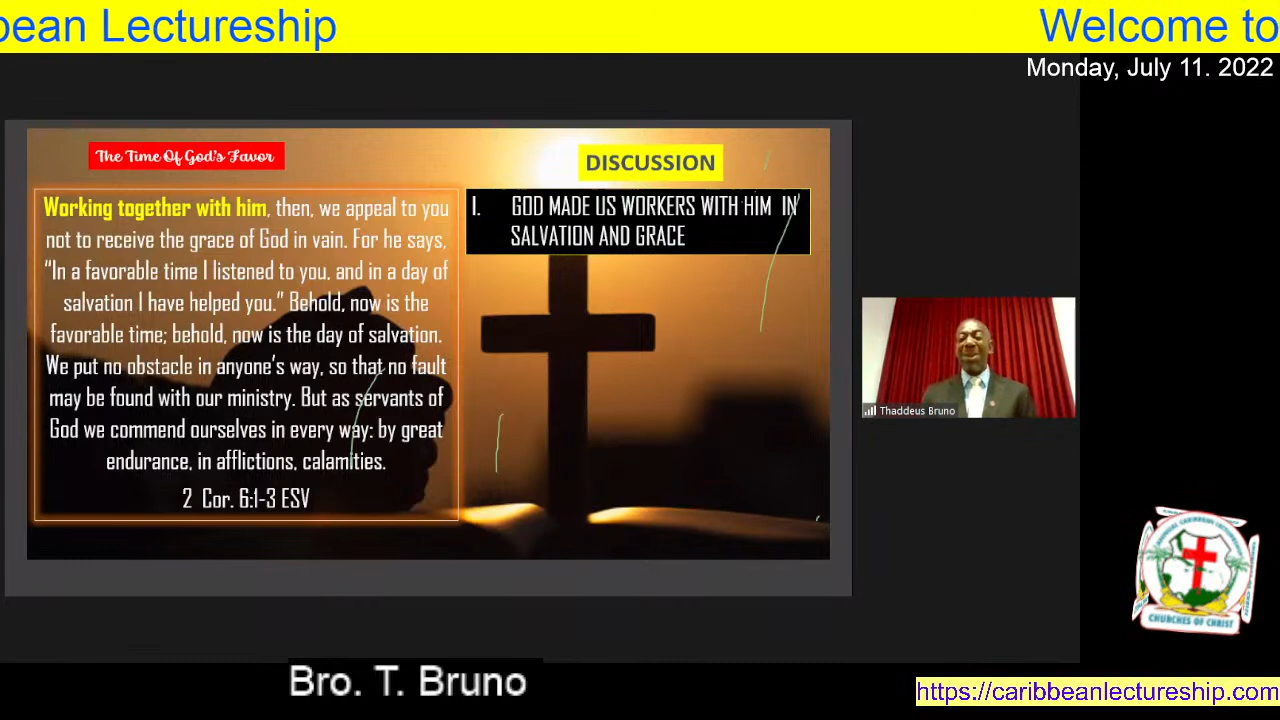 bean Lectureship
Welcome to
Monday, July 11. 2022
The Time Of God's Favor
Working together with him, then, we appeal to you
not to receive the grace of God in vain. For he says,
“In a favorable time I listened to you, and in a day of
salvation I have helped you.” Behold, now is the
favorable time; behold, now is the day of salvation.
We put no obstacle in anyone's way, so that no fault
may be found with our ministry. But as servants of
God we commend ourselves in every way: by great
endurance, in afflictions, calamities.
2 Cor. 6:1-3 ESV
DISCUSSION
I. GOD MADE US WORKERS WITH HIM IN
SALVATION AND GRACE
Thaddeus Bruno
CHURCHES OF CHRIST
Bro. T. Bruno
https://caribbeanlectureship.com